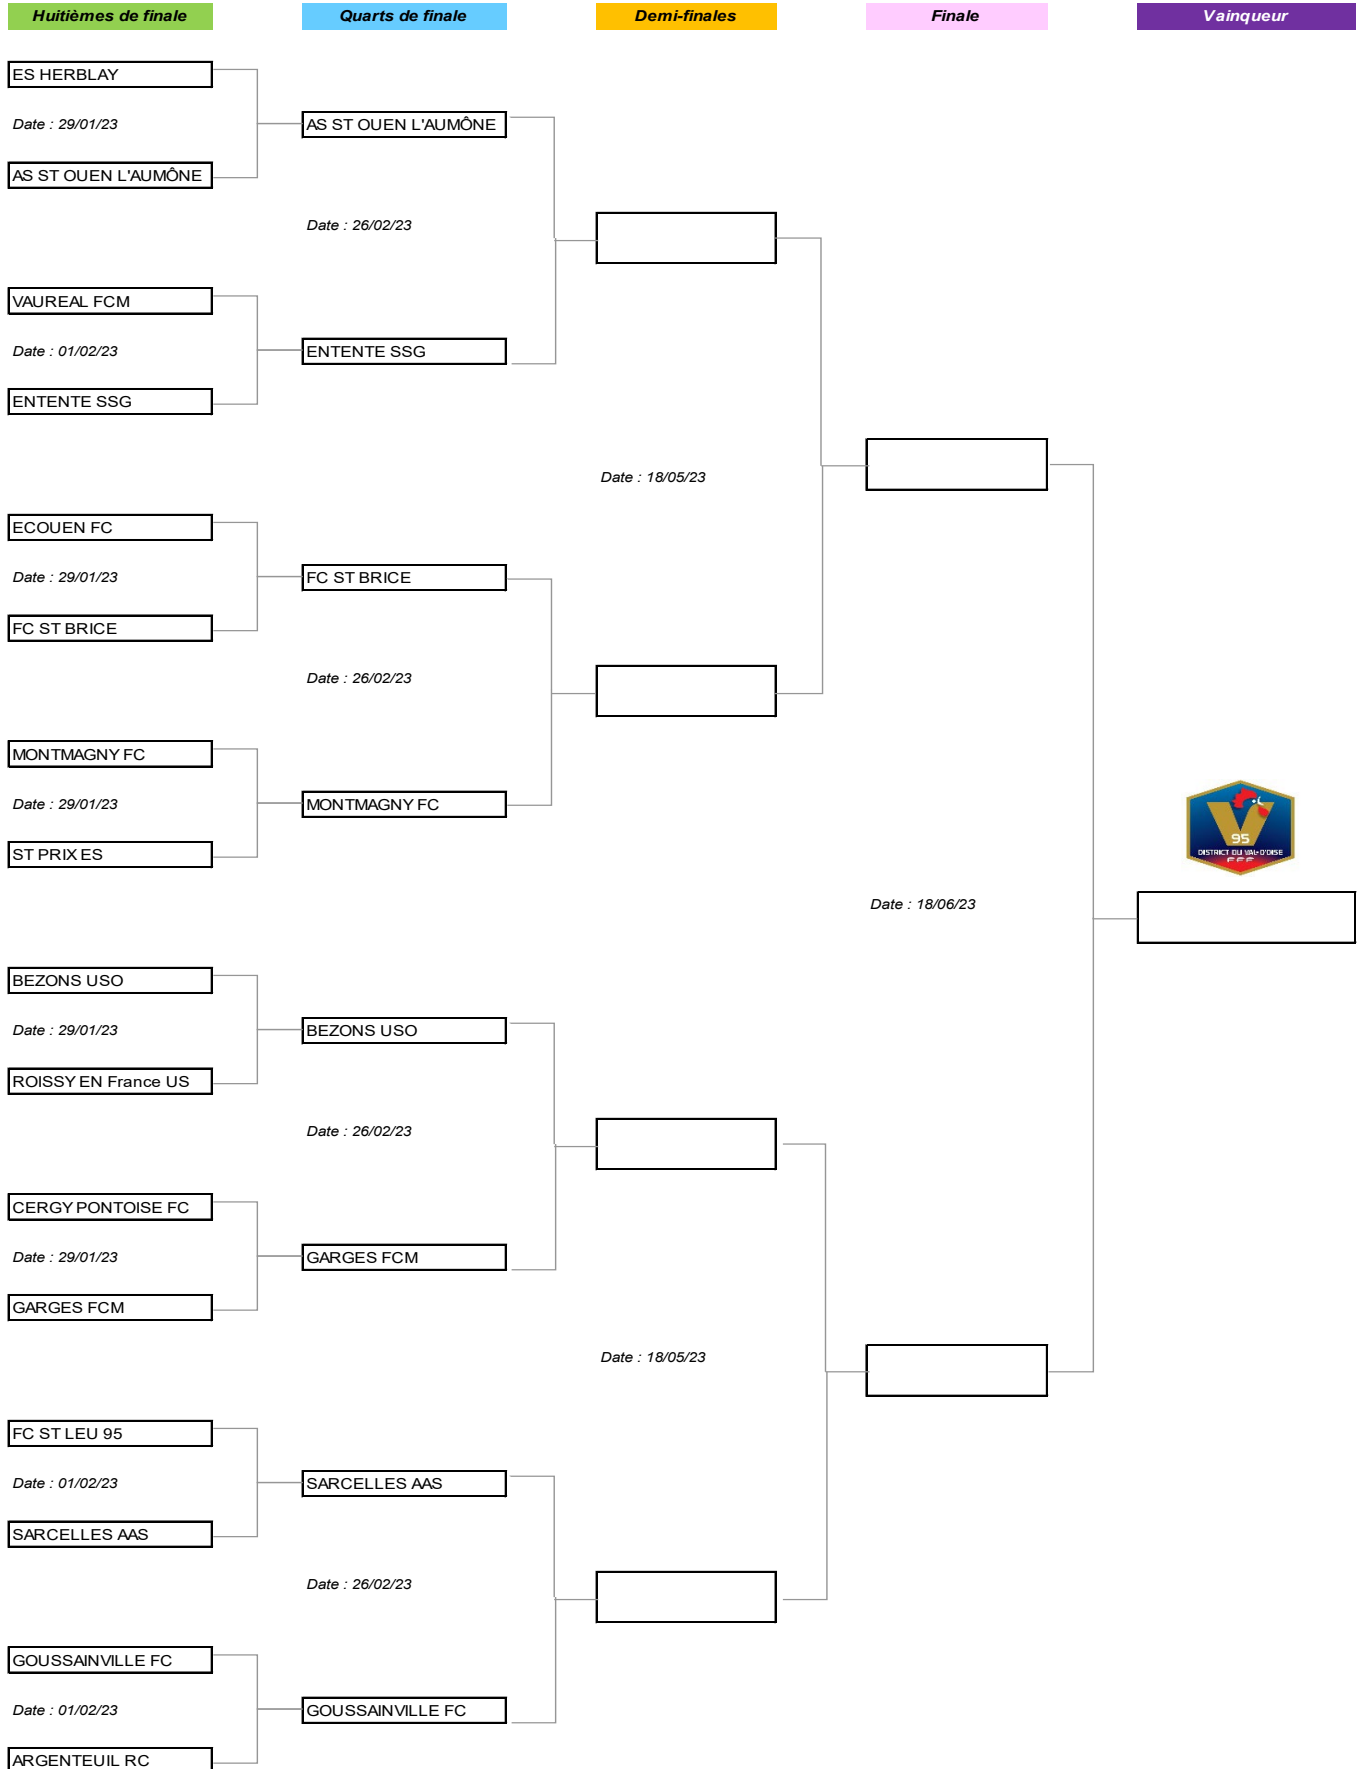 Huitièmes de finale
Quarts de finale
Demi-finales
Finale
Vainqueur
ES HERBLAY
Date : 29/01/23
AS ST OUEN L'AUMÔNE
AS ST OUEN L'AUMÔNE
Date : 26/02/23
VAUREAL FCM
Date : 01/02/23
ENTENTE SSG
ENTENTE SSG
Date : 18/05/23
ECOUEN FC
Date : 29/01/23
FC ST BRICE
FC ST BRICE
Date : 26/02/23
MONTMAGNY FC
Date : 29/01/23
MONTMAGNY FC
ST PRIX ES
95
DISTRICT DU VAL-D'OISE
FFF
Date : 18/06/23
BEZONS USO
Date : 29/01/23
BEZONS USO
ROISSY EN France US
Date : 26/02/23
CERGY PONTOISE FC
Date : 29/01/23
GARGES FCM
GARGES FCM
Date : 18/05/23
FC ST LEU 95
Date : 01/02/23
SARCELLES AAS
SARCELLES AAS
Date : 26/02/23
GOUSSAINVILLE FC
Date : 01/02/23
GOUSSAINVILLE FC
ARGENTEUIL RC